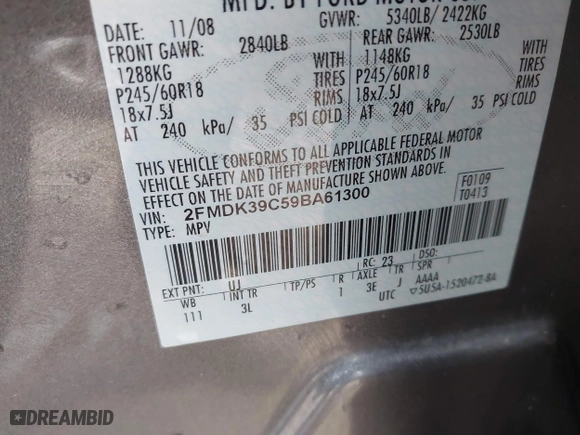 MFD. BY FORD MOTOR
DATE: 11/08 GVWR: 5340LB/ 2422KG
FRONT GAWR: 2840LB REAR GAWR: 2530LB
1288KG WITH 1148KG WITH
P245/60R18 TIRES P245/60R18 TIRES
18x7.5J RIMS 18x7.5J RIMS
AT 240 kPa/ 35 PSI COLD AT 240 kPa/ 35 PSI COLD
THIS VEHICLE CONFORMS TO ALL APPLICABLE FEDERAL MOTOR
VEHICLE SAFETY AND THEFT PREVENTION STANDARDS IN
EFFECT ON THE DATE OF MANUFACTURE SHOWN ABOVE.
VIN: 2FMDK39C59BA61300 F0109
TYPE: MPV T0413
EXT PNT: UJ RC: 23 DSO:
WB INT TR TP/PS R AXLE TR SPR
111 3L 1 3E J AAAA
UTC ▽5U5A-1520472-BA
DREAMBID